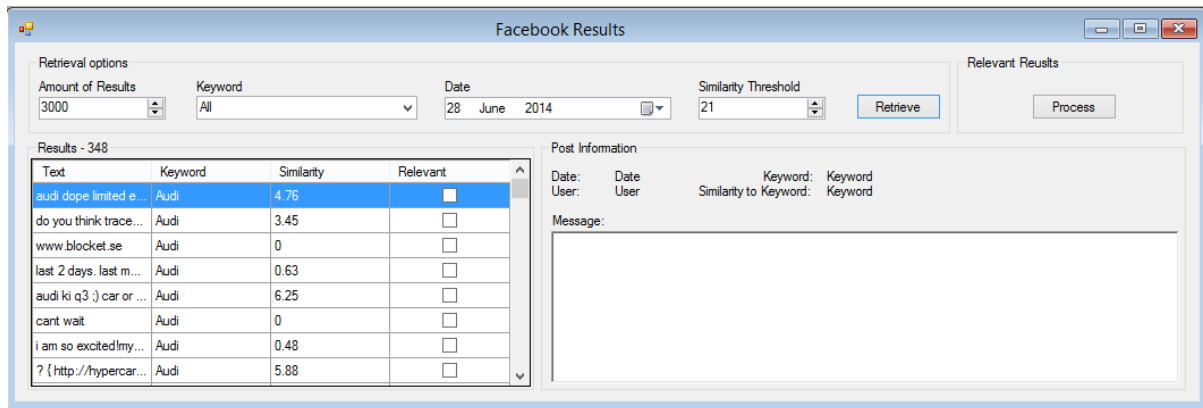 Facebook Results
Retrieval options
Amount of Results Keyword Date Similarity Threshold
3000 All 28 June 2014 21 Retrieve
Relevant Reuslts
Process
Results - 348
Text Keyword Similarity Relevant
audi dope limited e... Audi 4.76
do you think trace... Audi 3.45
www.blocket.se Audi 0
last 2 days. last m... Audi 0.63
audi ki q3 ;) car or ... Audi 6.25
cant wait Audi 0
i am so excited!my... Audi 0.48
? { http://hypercar... Audi 5.88
Post Information
Date: Date Keyword: Keyword
User: User Similarity to Keyword: Keyword
Message: